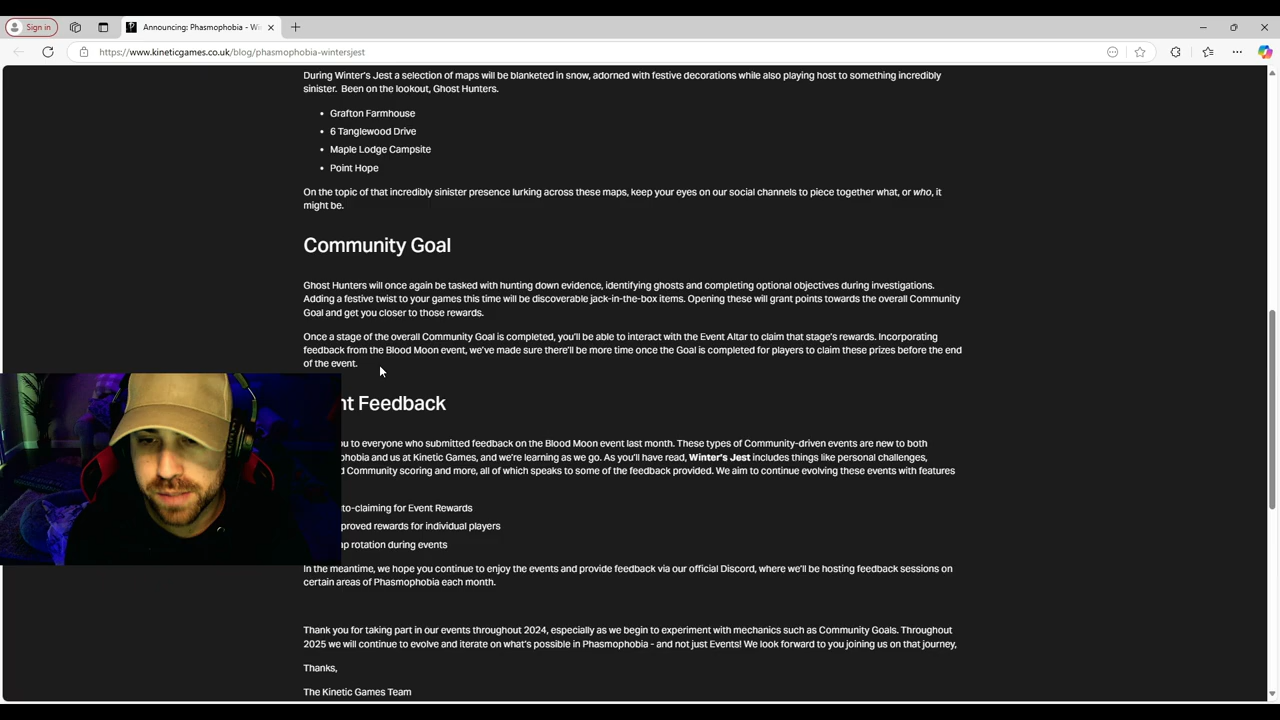 Sign in
Announcing: Phasmophobia - Wi
https://www.kineticgames.co.uk/blog/phasmophobia-wintersjest
During Winter's Jest a selection of maps will be blanketed in snow, adorned with festive decorations while also playing host to something incredibly
sinister. Been on the lookout, Ghost Hunters.
• Grafton Farmhouse
• 6 Tanglewood Drive
• Maple Lodge Campsite
• Point Hope
On the topic of that incredibly sinister presence lurking across these maps, keep your eyes on our social channels to piece together what, or who, it
might be.
Community Goal
Ghost Hunters will once again be tasked with hunting down evidence, identifying ghosts and completing optional objectives during investigations.
Adding a festive twist to your games this time will be discoverable jack-in-the-box items. Opening these will grant points towards the overall Community
Goal and get you closer to those rewards.
Once a stage of the overall Community Goal is completed, you'll be able to interact with the Event Altar to claim that stage's rewards. Incorporating
feedback from the Blood Moon event, we've made sure there'll be more time once the Goal is completed for players to claim these prizes before the end
of the event.
nt Feedback
ou to everyone who submitted feedback on the Blood Moon event last month. These types of Community-driven events are new to both
ophobia and us at Kinetic Games, and we're learning as we go. As you'll have read, Winter's Jest includes things like personal challenges,
d Community scoring and more, all of which speaks to some of the feedback provided. We aim to continue evolving these events with features
to-claiming for Event Rewards
proved rewards for individual players
ap rotation during events
In the meantime, we hope you continue to enjoy the events and provide feedback via our official Discord, where we'll be hosting feedback sessions on
certain areas of Phasmophobia each month.
Thank you for taking part in our events throughout 2024, especially as we begin to experiment with mechanics such as Community Goals. Throughout
2025 we will continue to evolve and iterate on what's possible in Phasmophobia - and not just Events! We look forward to you joining us on that journey,
Thanks,
The Kinetic Games Team